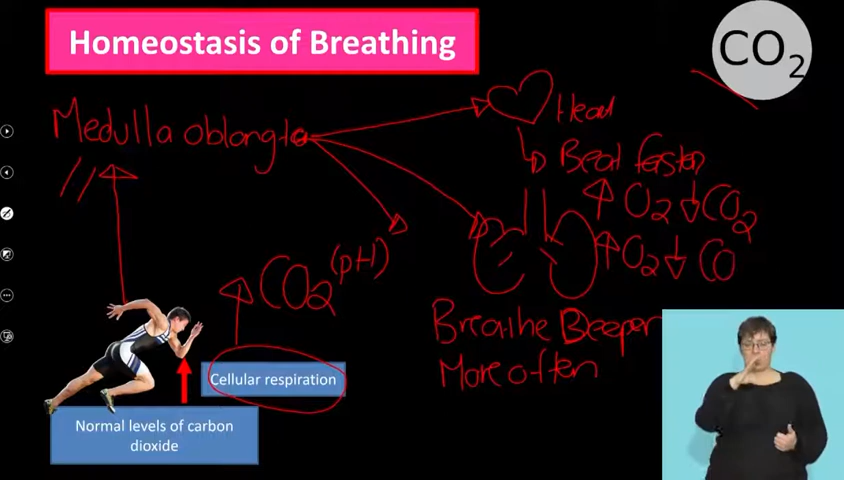 Homeostasis of Breathing
CO2
Medulla oblongta
Heart
Beat faster
↑ O2 ↓ CO2
↑ O2 ↓ CO
↑ CO2 (pH)
Breathe Deeper
More often
Cellular respiration
Normal levels of carbon
dioxide